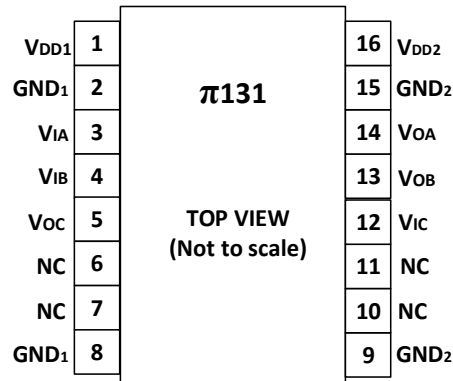 VDD1 1 16 VDD2
GND1 2 π131 15 GND2
VIA 3 14 VOA
VIB 4 13 VOB
VOC 5 TOP VIEW 12 VIC
NC 6 (Not to scale) 11 NC
NC 7 10 NC
GND1 8 9 GND2